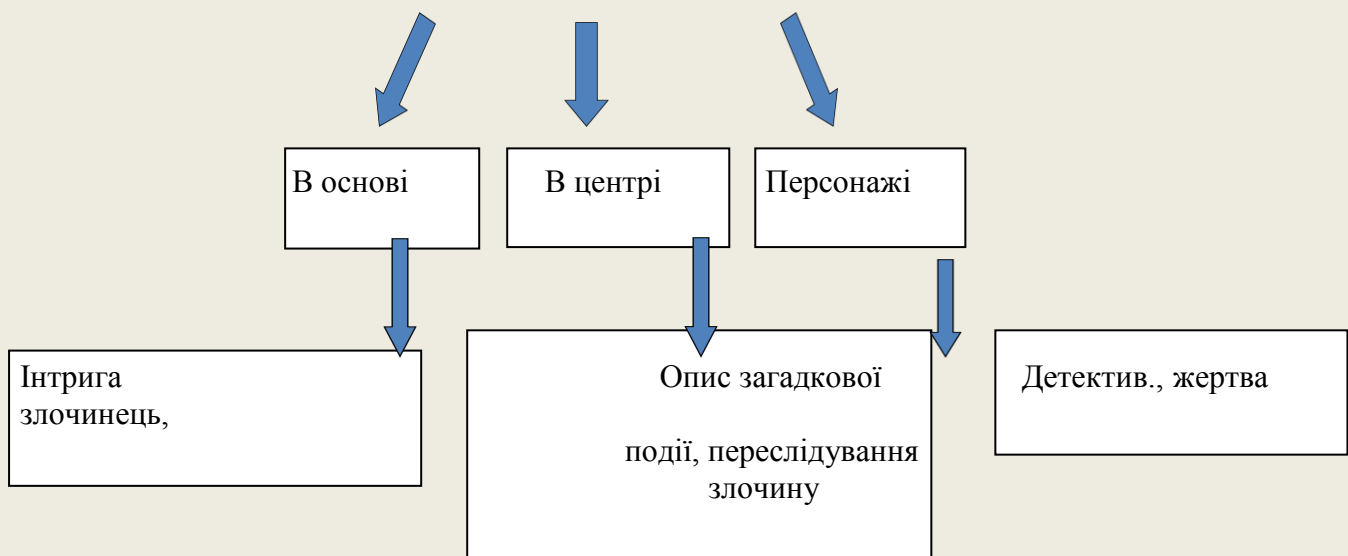 В основі
В центрі
Персонажі
Інтрига
злочинець,
Опис загадкової
події, переслідування
злочину
Детектив., жертва